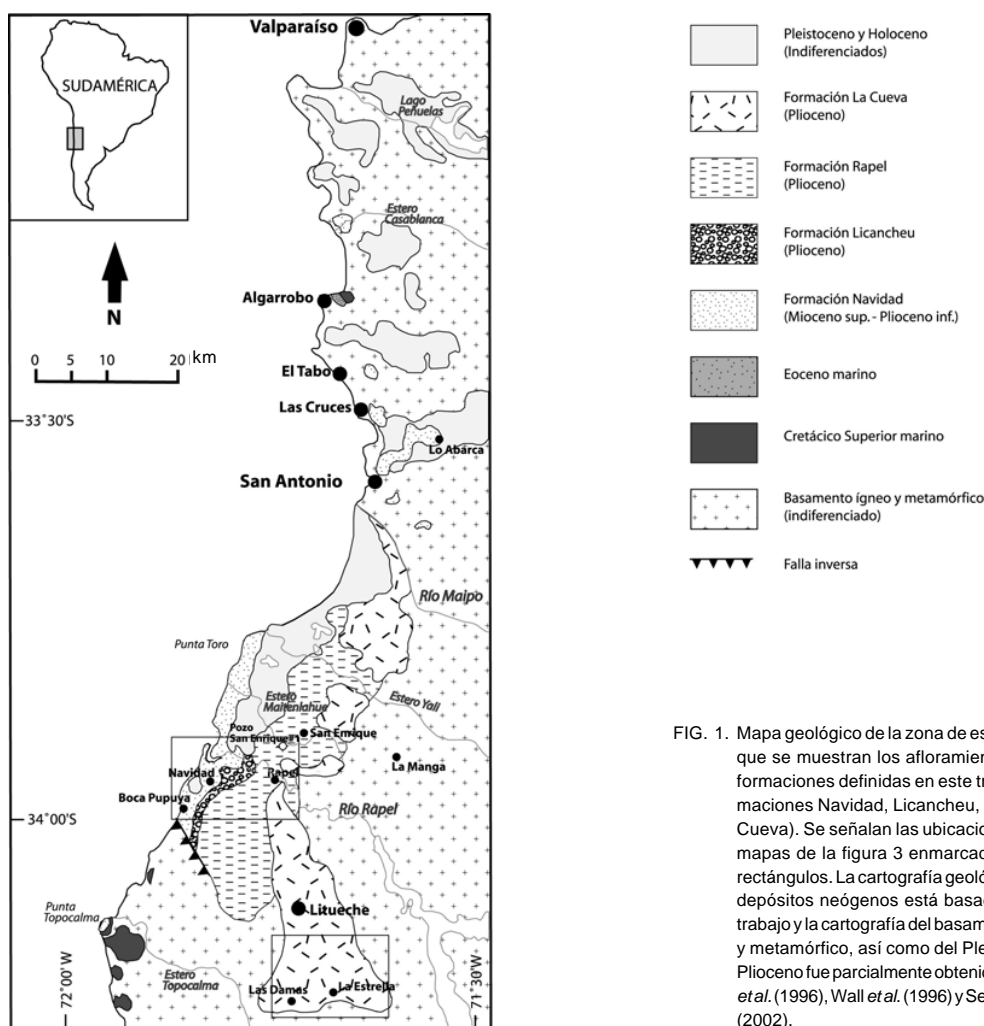 Valparaíso
SUDAMÉRICA
Lago
Peñuelas
Estero
Casablanca
N
Algarrobo
0 5 10 20 km
El Tabo
Las Cruces
33˚30'S
Lo Abarca
San Antonio
Río Maipo
Punta Toro
Estero
Maitenlahue
Estero Yali
Pozo
San Enrique 1
San Enrique
La Manga
Navidad
Rapel
Boca Pupuya
Río Rapel
34˚00'S
Litueche
Punta
Topocalma
Estero
Topocalma
Las Damas
La Estrella
72˚00'W
71˚30'W
Pleistoceno y Holoceno
(Indiferenciados)
Formación La Cueva
(Plioceno)
Formación Rapel
(Plioceno)
Formación Licancheu
(Plioceno)
Formación Navidad
(Mioceno sup. - Plioceno inf.)
Eoceno marino
Cretácico Superior marino
Basamento ígneo y metamórfico
(indiferenciado)
Falla inversa
FIG. 1. Mapa geológico de la zona de es
que se muestran los afloramien
formaciones definidas en este tr
maciones Navidad, Licancheu,
Cueva). Se señalan las ubicacio
mapas de la figura 3 enmarcad
rectángulos. La cartografía geoló
depósitos neógenos está basa
trabajo y la cartografía del basam
y metamórfico, así como del Ple
Plioceno fue parcialmente obteni
et al. (1996), Wall et al. (1996) y Se
(2002).